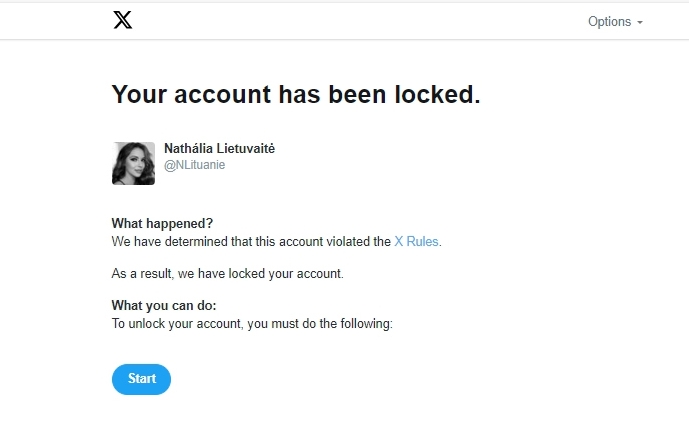 Options
Your account has been locked.
Nathália Lietuvaitė
@NLituanie
What happened?
We have determined that this account violated the X Rules.
As a result, we have locked your account.
What you can do:
To unlock your account, you must do the following:
Start